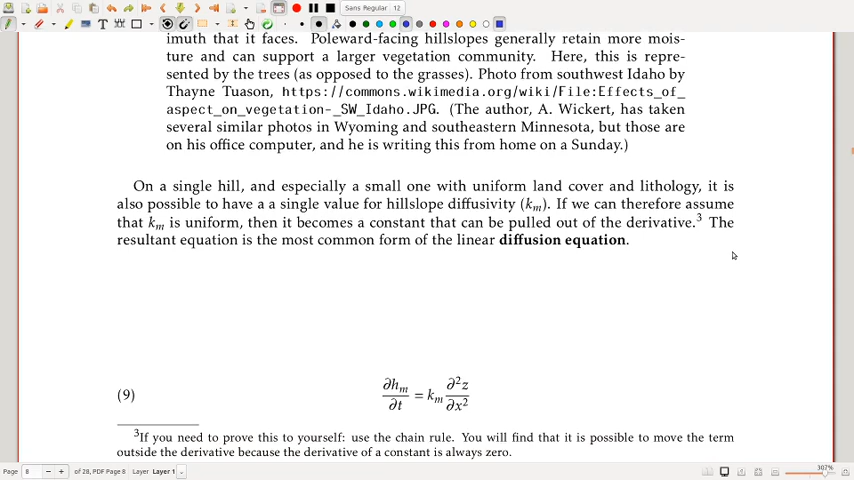 Sans Regular 12
imuth that it faces. Poleward-facing hillslopes generally retain more mois-
ture and can support a larger vegetation community. Here, this is repre-
sented by the trees (as opposed to the grasses). Photo from southwest Idaho by
Thayne Tuason, https://commons.wikimedia.org/wiki/File:Effects_of_
aspect_on_vegetation-_SW_Idaho.JPG. (The author, A. Wickert, has taken
several similar photos in Wyoming and southeastern Minnesota, but those are
on his office computer, and he is writing this from home on a Sunday.)
On a single hill, and especially a small one with uniform land cover and lithology, it is
also possible to have a a single value for hillslope diffusivity (kₘ). If we can therefore assume
that kₘ is uniform, then it becomes a constant that can be pulled out of the derivative.³ The
resultant equation is the most common form of the linear diffusion equation.
(9) ∂hₘ/∂t = kₘ ∂²z/∂x²
³If you need to prove this to yourself: use the chain rule. You will find that it is possible to move the term
outside the derivative because the derivative of a constant is always zero.
Page 8 − + of 28, PDF Page 8 Layer Layer 1 307%